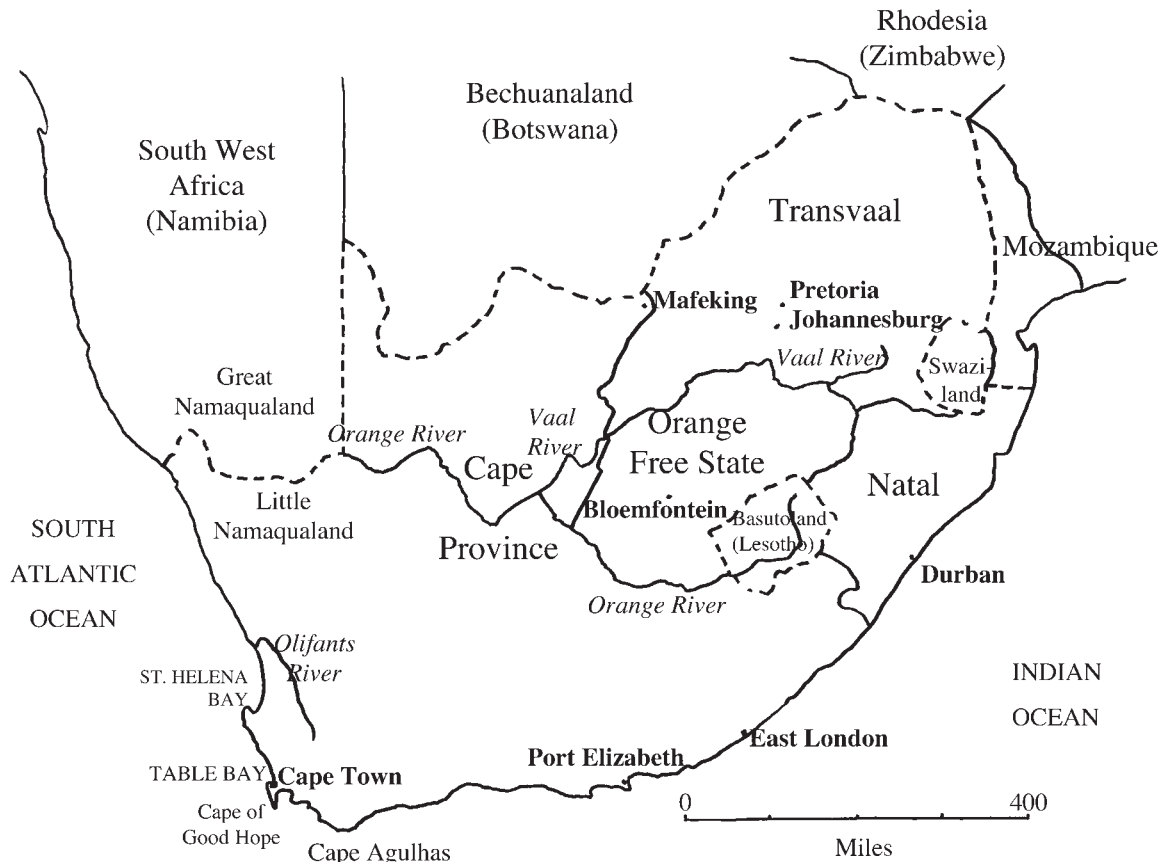 Rhodesia
(Zimbabwe)
Bechuanaland
(Botswana)
South West
Africa
(Namibia)
Transvaal
Mozambique
Mafeking
Pretoria
Johannesburg
Vaal River
Swazi-
land
Great
Namaqualand
Orange River
Vaal
River
Orange
Free State
Cape
Province
Natal
Little
Namaqualand
Bloemfontein
Basutoland
(Lesotho)
SOUTH
ATLANTIC
OCEAN
Durban
Orange River
Olifants
River
ST. HELENA
BAY
INDIAN
OCEAN
East London
Port Elizabeth
TABLE BAY
Cape Town
Cape of
Good Hope
Cape Agulhas
0 400
Miles